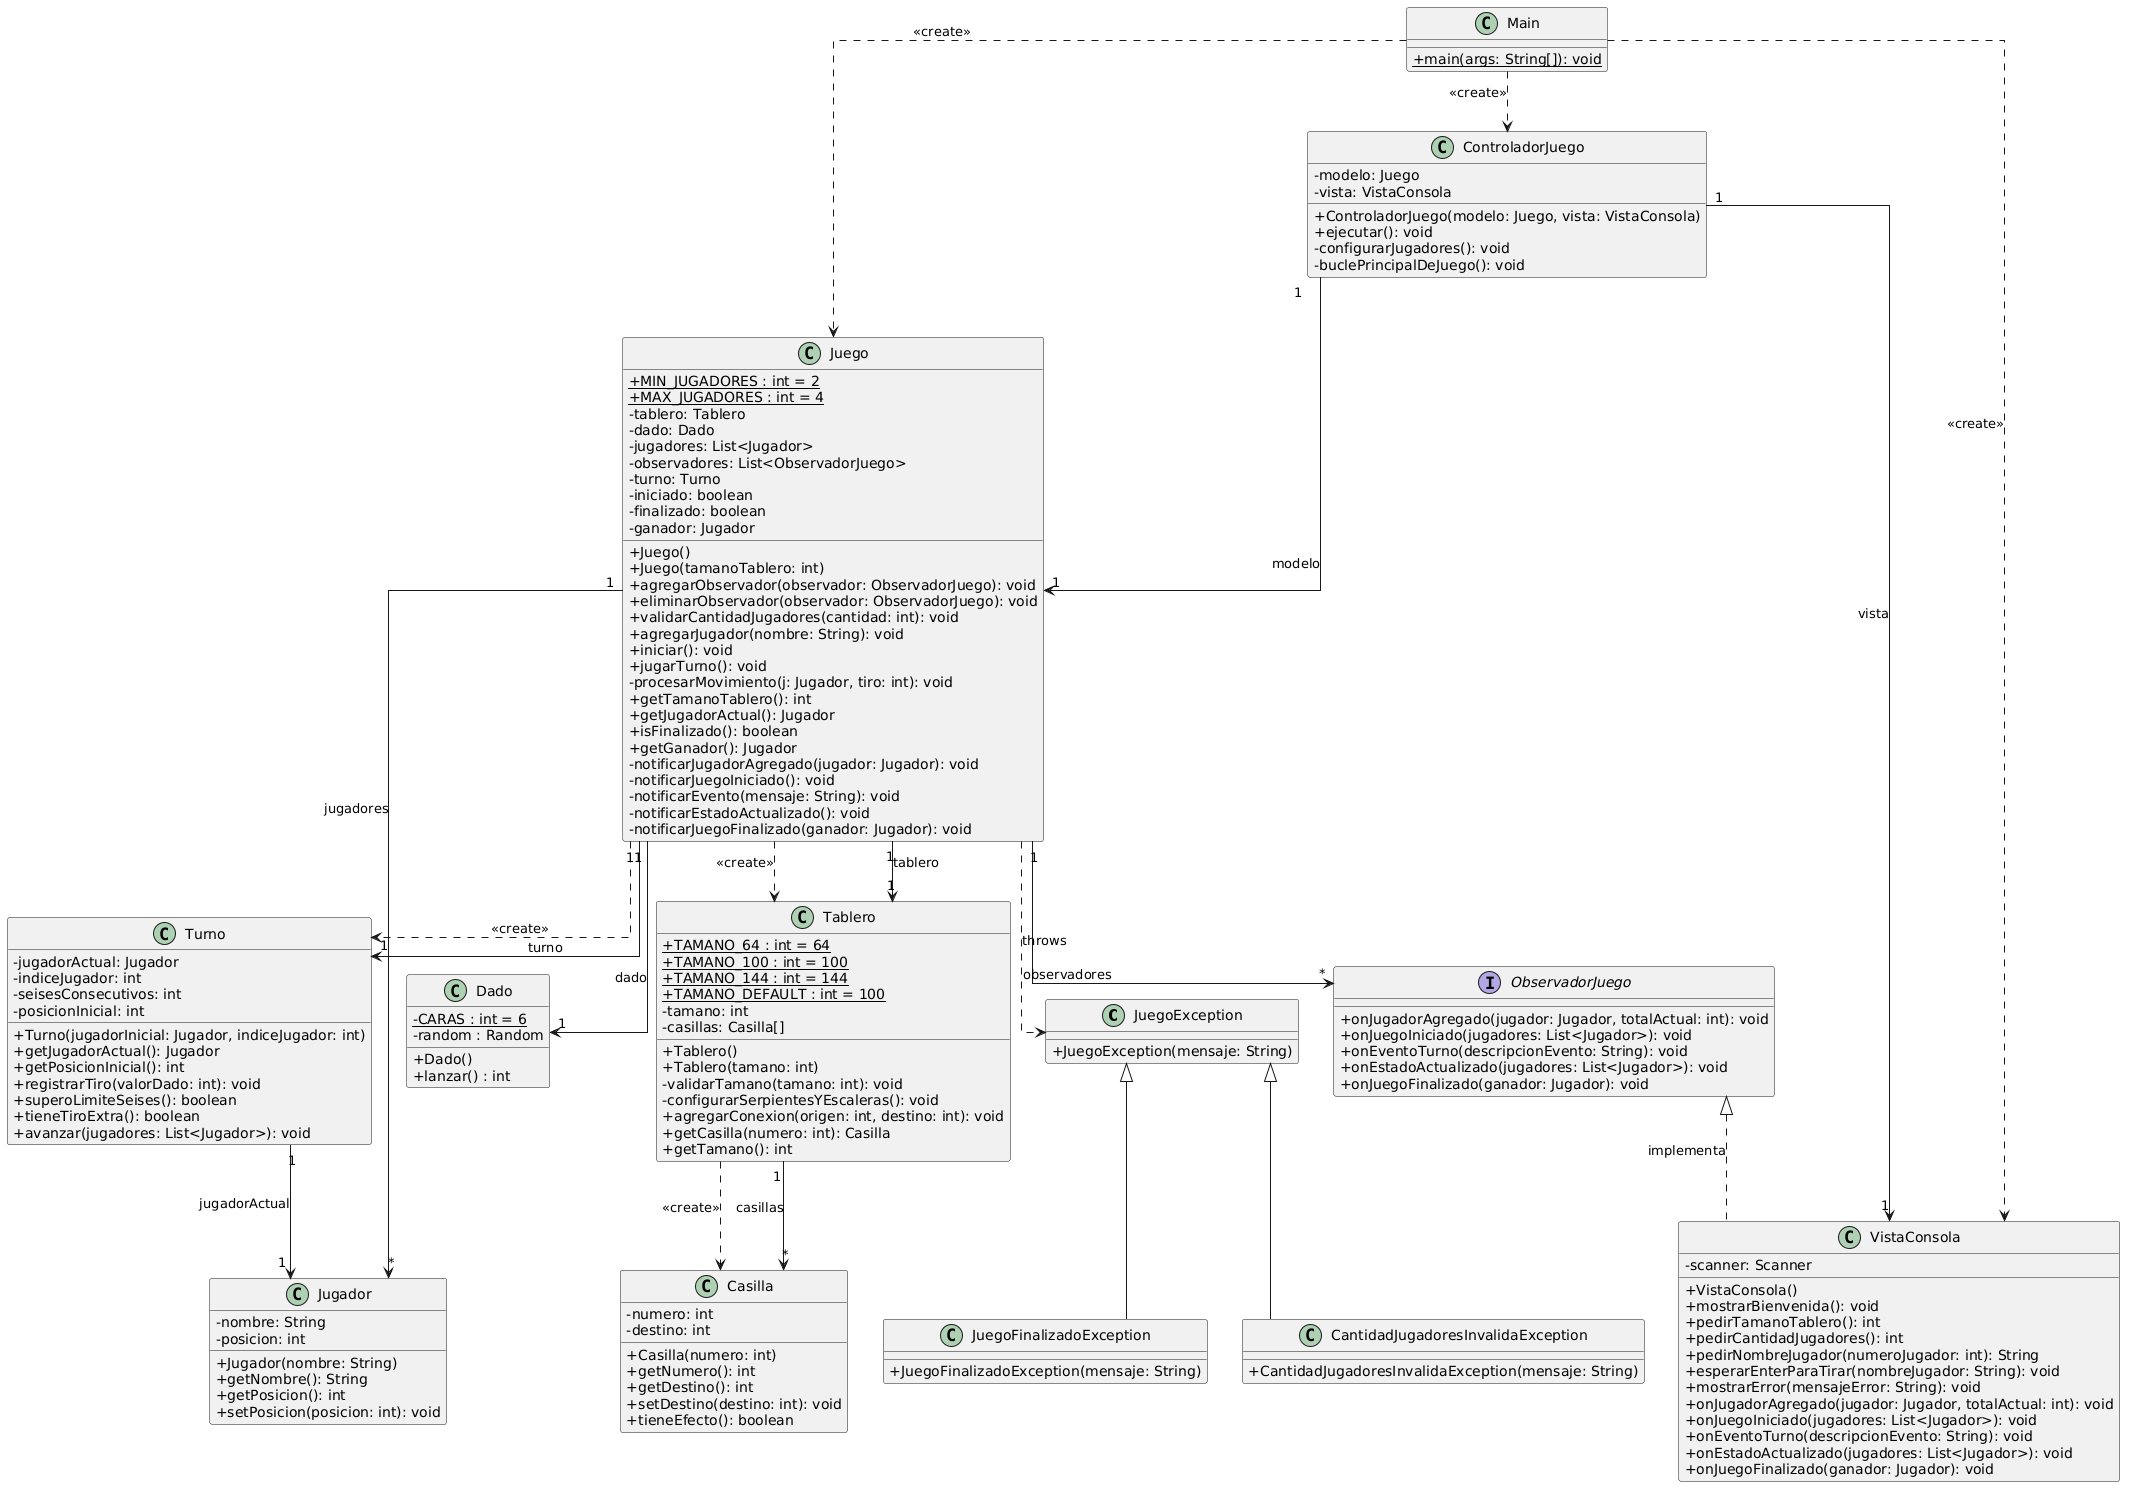 C Main
+main(args: String[]): void
«create»
«create»
«create»
C ControladorJuego
-modelo: Juego
-vista: VistaConsola
+ControladorJuego(modelo: Juego, vista: VistaConsola)
+ejecutar(): void
-configurarJugadores(): void
-buclePrincipalDeJuego(): void
1
1
modelo
1
vista
1
C Juego
+MIN_JUGADORES : int = 2
+MAX_JUGADORES : int = 4
-tablero: Tablero
-dado: Dado
-jugadores: List<Jugador>
-observadores: List<ObservadorJuego>
-turno: Turno
-iniciado: boolean
-finalizado: boolean
-ganador: Jugador
+Juego()
+Juego(tamanoTablero: int)
+agregarObservador(observador: ObservadorJuego): void
+eliminarObservador(observador: ObservadorJuego): void
+validarCantidadJugadores(cantidad: int): void
+agregarJugador(nombre: String): void
+iniciar(): void
+jugarTurno(): void
-procesarMovimiento(j: Jugador, tiro: int): void
+getTamanoTablero(): int
+getJugadorActual(): Jugador
+isFinalizado(): boolean
+getGanador(): Jugador
-notificarJugadorAgregado(jugador: Jugador): void
-notificarJuegoIniciado(): void
-notificarEvento(mensaje: String): void
-notificarEstadoActualizado(): void
-notificarJuegoFinalizado(ganador: Jugador): void
1
jugadores
*
1
1
«create»
turno
1
dado
1
«create»
1
tablero
1
throws
1
observadores
*
C Turno
-jugadorActual: Jugador
-indiceJugador: int
-seisesConsecutivos: int
-posicionInicial: int
+Turno(jugadorInicial: Jugador, indiceJugador: int)
+getJugadorActual(): Jugador
+getPosicionInicial(): int
+registrarTiro(valorDado: int): void
+superoLimiteSeises(): boolean
+tieneTiroExtra(): boolean
+avanzar(jugadores: List<Jugador>): void
1
jugadorActual
1
C Dado
-CARAS : int = 6
-random : Random
+Dado()
+lanzar() : int
C Tablero
+TAMANO_64 : int = 64
+TAMANO_100 : int = 100
+TAMANO_144 : int = 144
+TAMANO_DEFAULT : int = 100
-tamano: int
-casillas: Casilla[]
+Tablero()
+Tablero(tamano: int)
-validarTamano(tamano: int): void
-configurarSerpientesYEscaleras(): void
+agregarConexion(origen: int, destino: int): void
+getCasilla(numero: int): Casilla
+getTamano(): int
«create»
1
casillas
*
C JuegoException
+JuegoException(mensaje: String)
I ObservadorJuego
+onJugadorAgregado(jugador: Jugador, totalActual: int): void
+onJuegoIniciado(jugadores: List<Jugador>): void
+onEventoTurno(descripcionEvento: String): void
+onEstadoActualizado(jugadores: List<Jugador>): void
+onJuegoFinalizado(ganador: Jugador): void
implementa
C Jugador
-nombre: String
-posicion: int
+Jugador(nombre: String)
+getNombre(): String
+getPosicion(): int
+setPosicion(posicion: int): void
C Casilla
-numero: int
-destino: int
+Casilla(numero: int)
+getNumero(): int
+getDestino(): int
+setDestino(destino: int): void
+tieneEfecto(): boolean
C JuegoFinalizadoException
+JuegoFinalizadoException(mensaje: String)
C CantidadJugadoresInvalidaException
+CantidadJugadoresInvalidaException(mensaje: String)
C VistaConsola
-scanner: Scanner
+VistaConsola()
+mostrarBienvenida(): void
+pedirTamanoTablero(): int
+pedirCantidadJugadores(): int
+pedirNombreJugador(numeroJugador: int): String
+esperarEnterParaTirar(nombreJugador: String): void
+mostrarError(mensajeError: String): void
+onJugadorAgregado(jugador: Jugador, totalActual: int): void
+onJuegoIniciado(jugadores: List<Jugador>): void
+onEventoTurno(descripcionEvento: String): void
+onEstadoActualizado(jugadores: List<Jugador>): void
+onJuegoFinalizado(ganador: Jugador): void